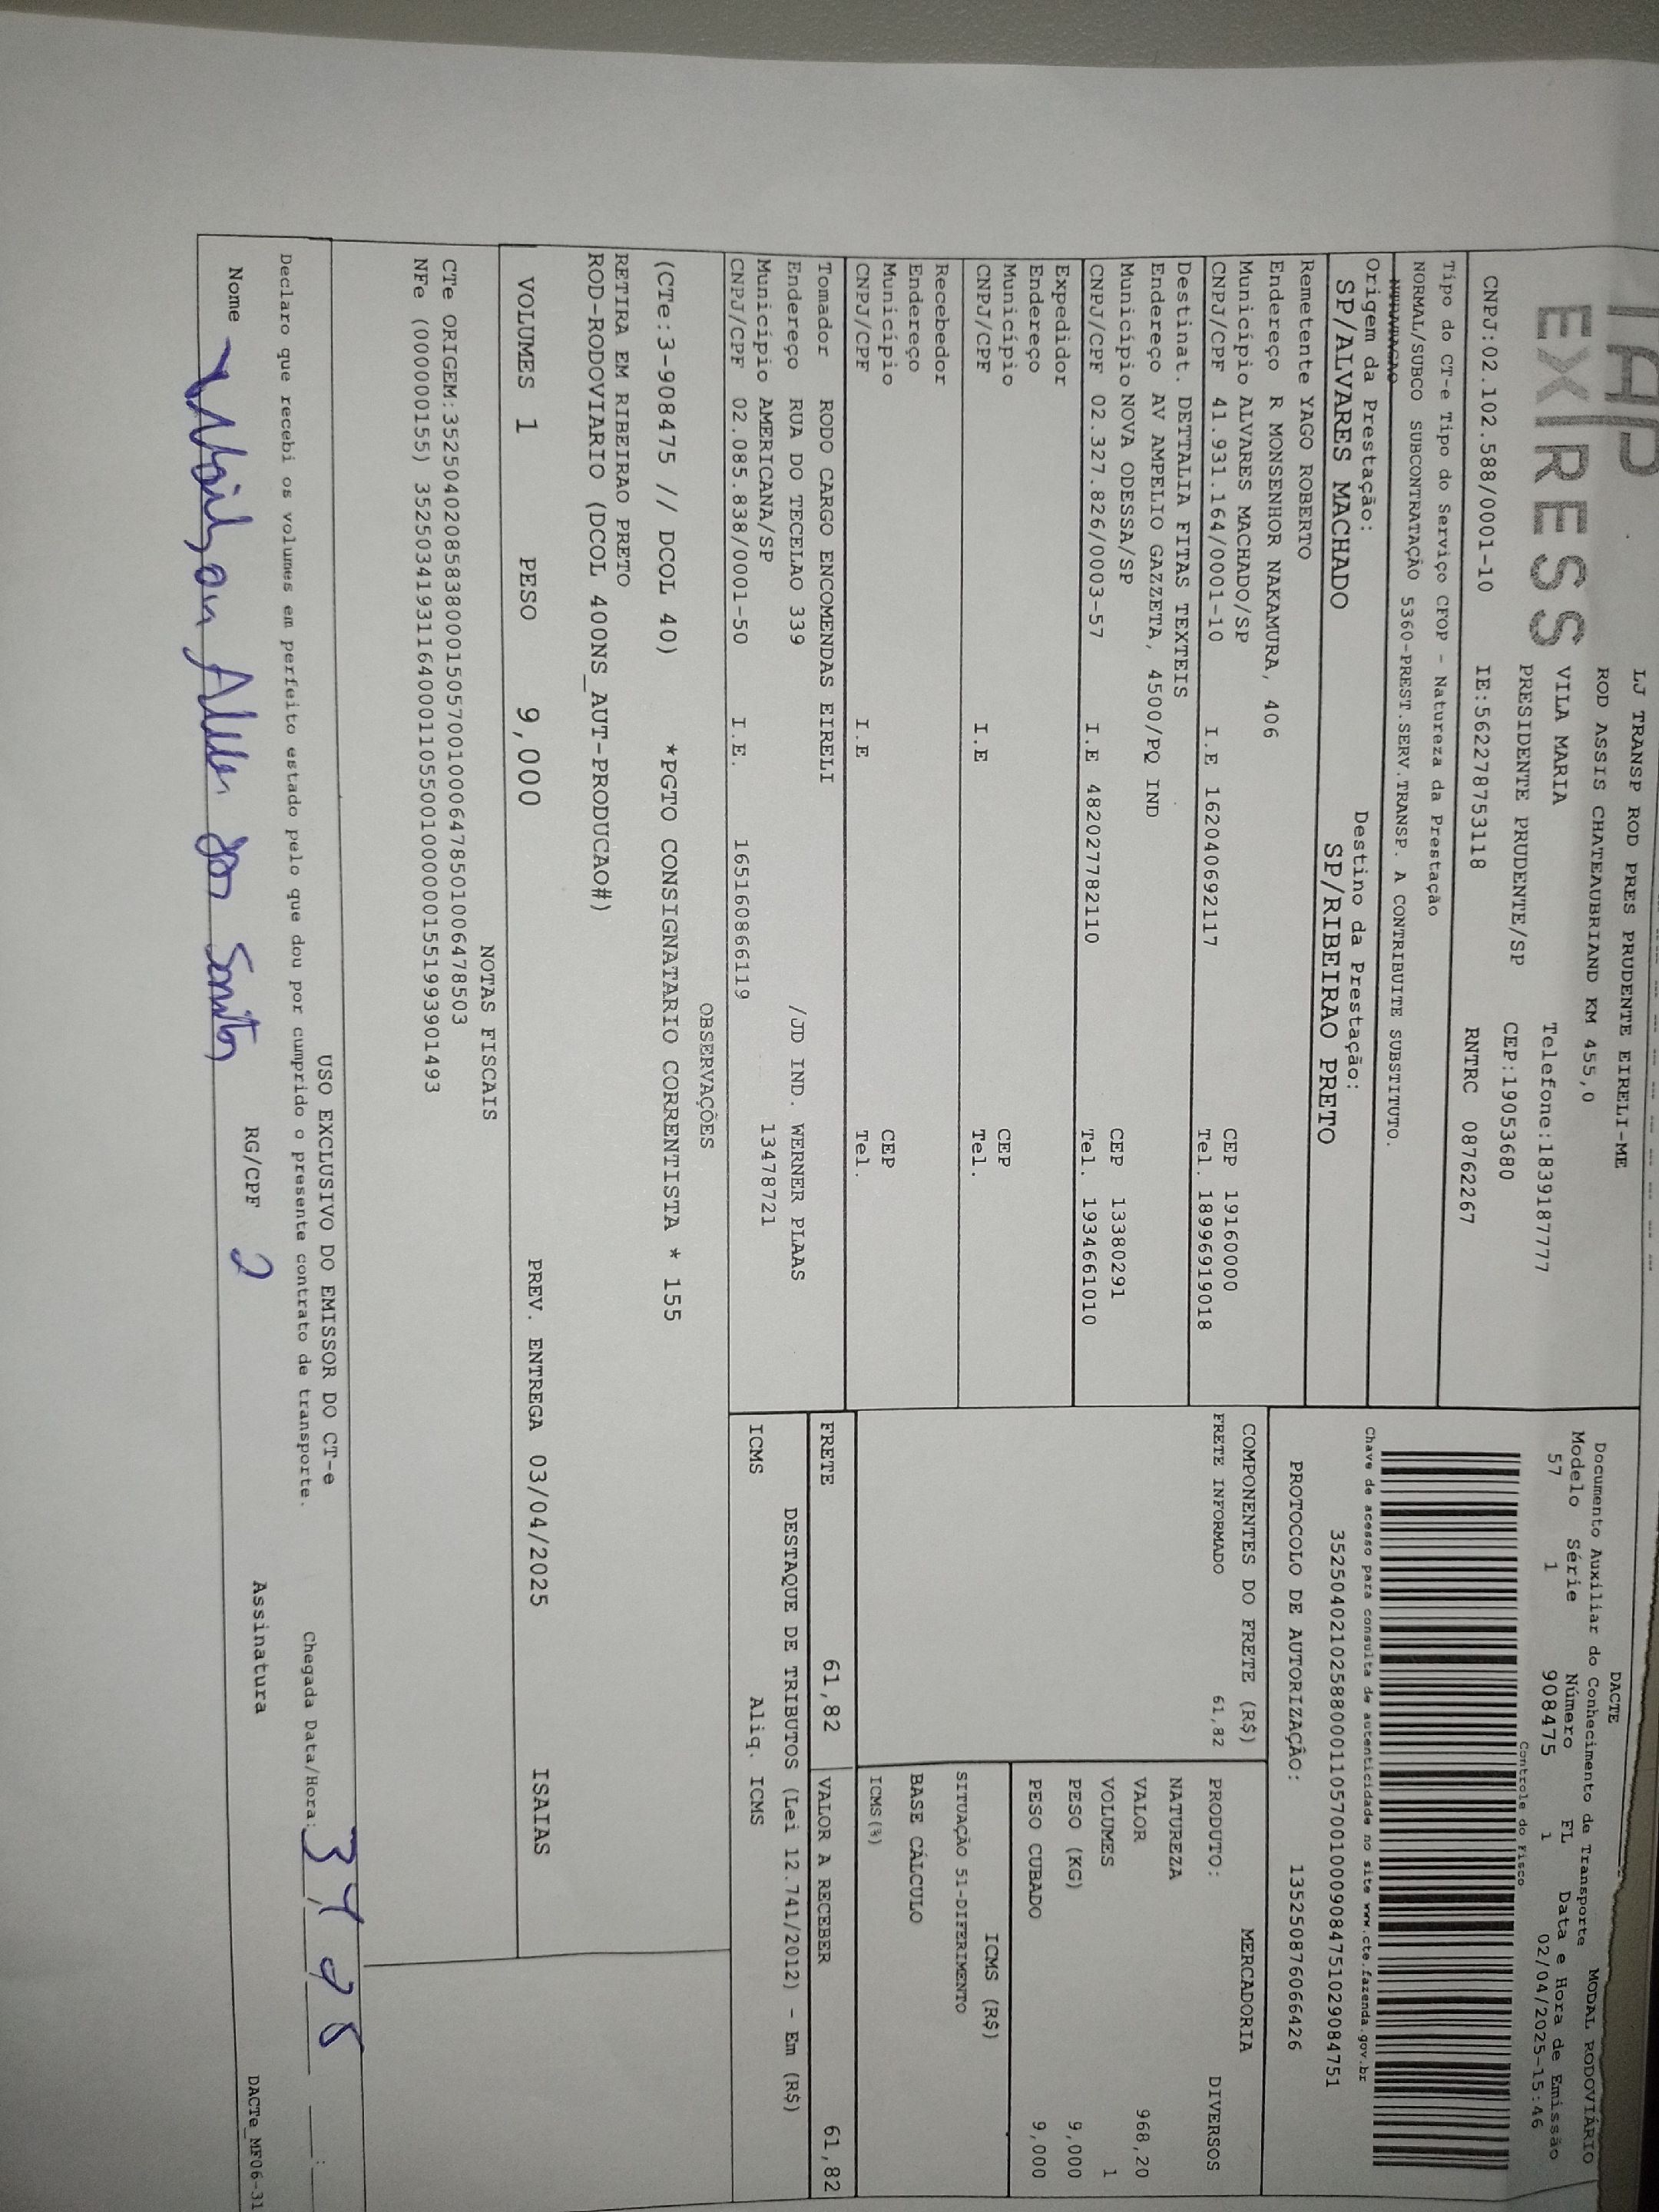 LJ TRANSP ROD PRES PRUDENTE EIRELI-ME
EXPRESS
ROD ASSIS CHATEAUBRIAND KM 455,0
VILA MARIA Telefone:1839187777
PRESIDENTE PRUDENTE/SP CEP:19053680
CNPJ:02.102.588/0001-10 IE:562278753118 RNTRC 08762267
Tipo do CT-e Tipo do Serviço CFOP - Natureza da Prestação
NORMAL/SUBCO SUBCONTRATAÇÃO 5360-PREST.SERV.TRANSP. A CONTRIBUITE SUBSTITUTO.
Origem da Prestação: Destino da Prestação:
SP/ALVARES MACHADO SP/RIBEIRAO PRETO
Remetente YAGO ROBERTO
Endereço R MONSENHOR NAKAMURA, 406
Município ALVARES MACHADO/SP CEP 19160000
CNPJ/CPF 41.931.164/0001-10 I.E 162040692117 Tel. 18996919018
Destinat. DETTALIA FITAS TEXTEIS
Endereço AV AMPELIO GAZZETA, 4500/PQ IND
Município NOVA ODESSA/SP CEP 13380291
CNPJ/CPF 02.327.826/0003-57 I.E 482027782110 Tel. 1934661010
Expedidor
Endereço
Município CEP
CNPJ/CPF I.E Tel.
Recebedor
Endereço
Município CEP
CNPJ/CPF I.E Tel.
Tomador RODO CARGO ENCOMENDAS EIRELI
Endereço RUA DO TECELAO 339 /JD IND. WERNER PLAAS
Município AMERICANA/SP 13478721
CNPJ/CPF 02.085.838/0001-50 I.E. 165160866119
DACTE
Documento Auxiliar do Conhecimento de Transporte MODAL RODOVIÁRIO
Modelo Série Número FL Data e Hora de Emissão
57 1 908475 1 02/04/2025-15:46
Controle do Fisco
Chave de acesso para consulta de autenticidade no site www.cte.fazenda.gov.br
35250402102588000110570010009084751029084751
PROTOCOLO DE AUTORIZAÇÃO: 135250876066426
COMPONENTES DO FRETE (R$)
FRETE INFORMADO 61,82
MERCADORIA
PRODUTO: DIVERSOS
NATUREZA
VALOR 968,20
VOLUMES 1
PESO (KG) 9,000
PESO CUBADO 9,000
ICMS (R$)
SITUAÇÃO 51-DIFERIMENTO
BASE CÁLCULO
ICMS(%)
FRETE 61,82 VALOR A RECEBER 61,82
DESTAQUE DE TRIBUTOS (Lei 12.741/2012) - Em (R$)
ICMS Aliq. ICMS
OBSERVAÇÕES
(CTe:3-908475 // DCOL 40) *PGTO CONSIGNATARIO CORRENTISTA * 155
RETIRA EM RIBEIRAO PRETO
ROD-RODOVIARIO (DCOL 400NS_AUT-PRODUCAO#)
VOLUMES 1 PESO 9,000 PREV. ENTREGA 03/04/2025 ISAIAS
NOTAS FISCAIS
CTe ORIGEM:35250402085838000150570010006478501006478503
NFe (000000155) 35250341931164000110550010000001551993901493
USO EXCLUSIVO DO EMISSOR DO CT-e
Declaro que recebi os volumes em perfeito estado pelo que dou por cumprido o presente contrato de transporte. Chegada Data/Hora:
Nome RG/CPF Assinatura DACTe_MF06-31